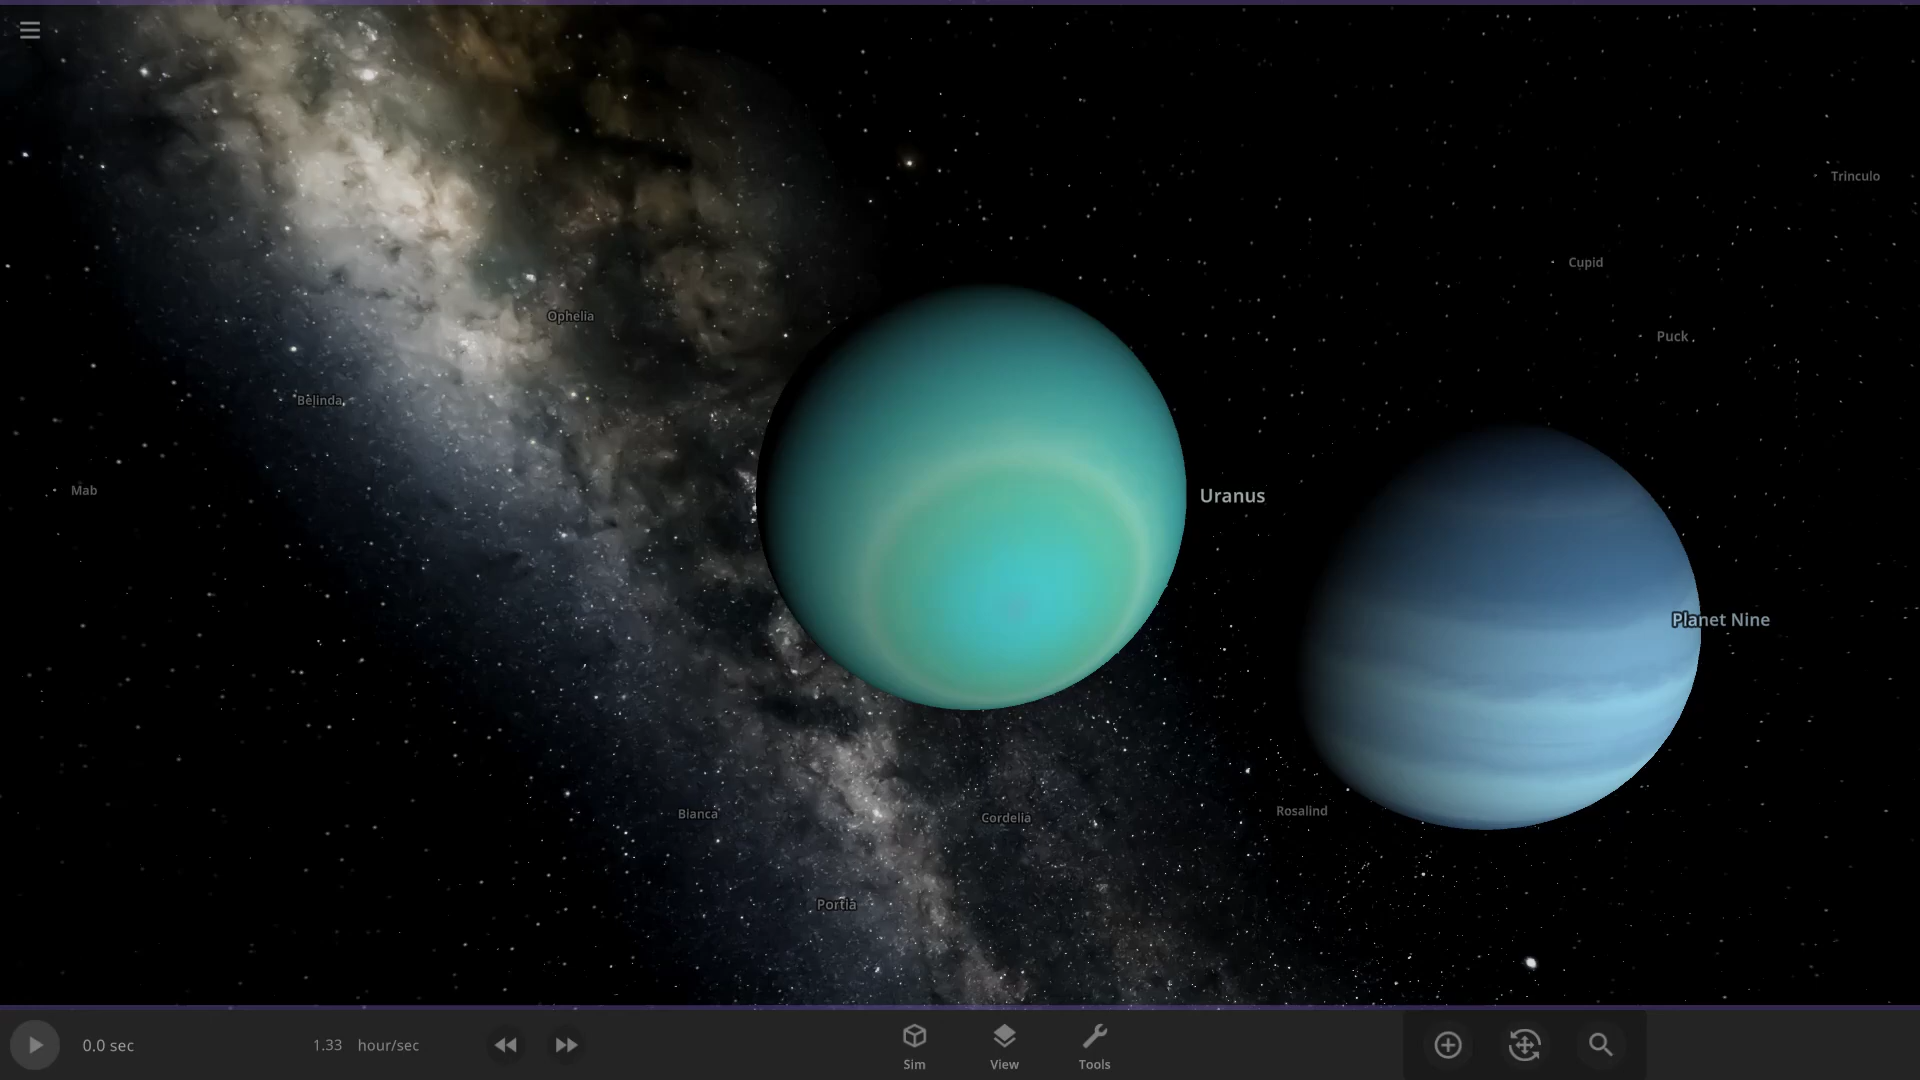 Trinculo
Cupid
Ophelia
Puck
Belinda
Mab
Uranus
Planet Nine
Rosalind
Bianca
Cordelia
Portia
0.0 sec
1.33 hour/sec
Sim
View
Tools